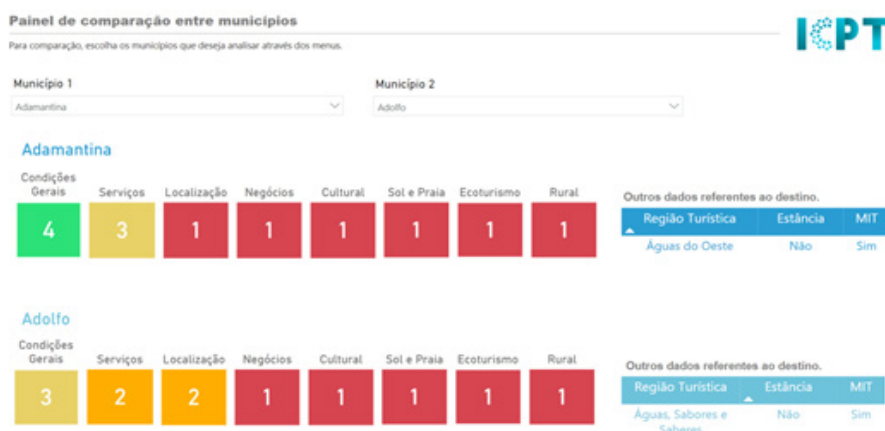 Painel de comparação entre municípios
ICPT
Para comparação, escolha os municípios que deseja analisar através dos menus.
Município 1
Município 2
Adamantina
Adolfo
Adamantina
Condições
Gerais
Serviços
Localização
Negócios
Cultural
Sol e Praia
Ecoturismo
Rural
4
3
1
1
1
1
1
1
Outros dados referentes ao destino.
Região Turística
Estância
MIT
Águas do Oeste
Não
Sim
Adolfo
Condições
Gerais
Serviços
Localização
Negócios
Cultural
Sol e Praia
Ecoturismo
Rural
3
2
2
1
1
1
1
1
Outros dados referentes ao destino.
Região Turística
Estância
MIT
Águas, Sabores e
Saberes
Não
Sim